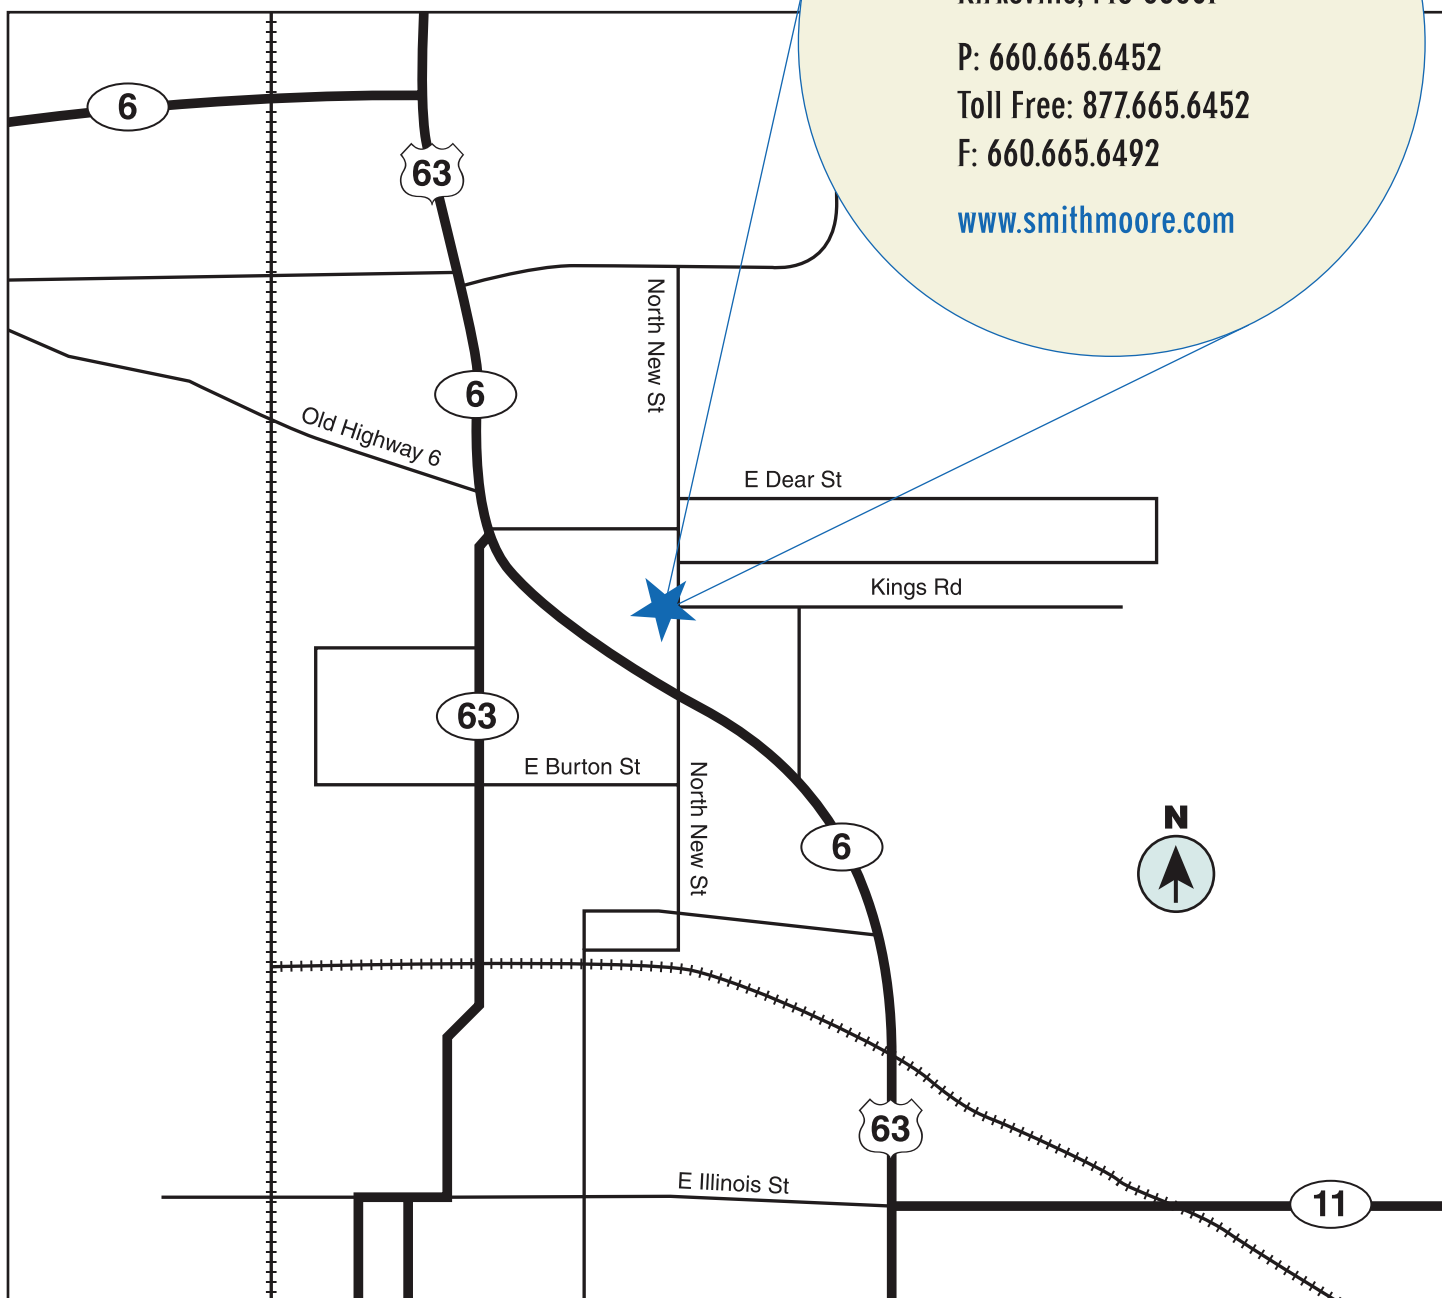 P: 660.665.6452
Toll Free: 877.665.6452
F: 660.665.6492
www.smithmoore.com
6
63
North New St
6
Old Highway 6
E Dear St
Kings Rd
63
E Burton St
North New St
6
N
63
E Illinois St
11